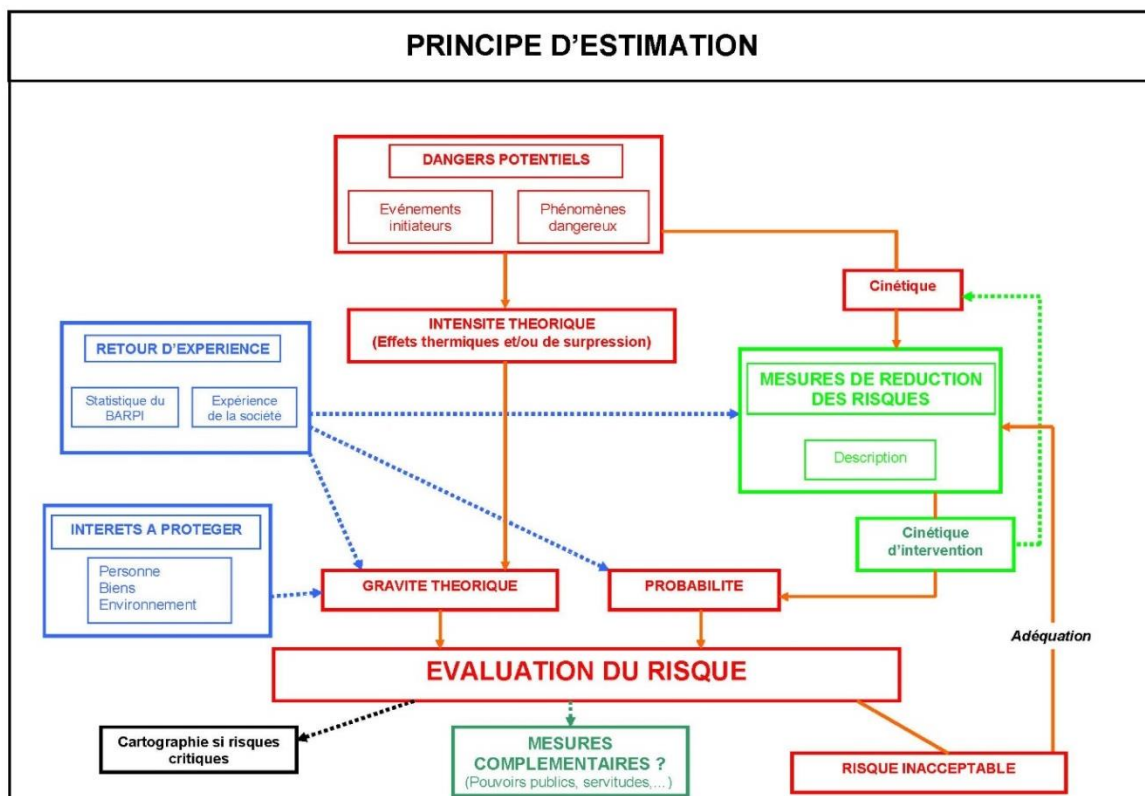 PRINCIPE D'ESTIMATION
DANGERS POTENTIELS
Evénements
initiateurs
Phénomènes
dangereux
Cinétique
INTENSITE THEORIQUE
(Effets thermiques et/ou de surpression)
RETOUR D'EXPERIENCE
Statistique du
BARPI
Expérience
de la société
MESURES DE REDUCTION
DES RISQUES
Description
INTERETS A PROTEGER
Personne
Biens
Environnement
Cinétique
d'intervention
GRAVITE THEORIQUE
PROBABILITE
Adéquation
EVALUATION DU RISQUE
Cartographie si risques
critiques
MESURES
COMPLEMENTAIRES ?
(Pouvoirs publics, servitudes,...)
RISQUE INACCEPTABLE